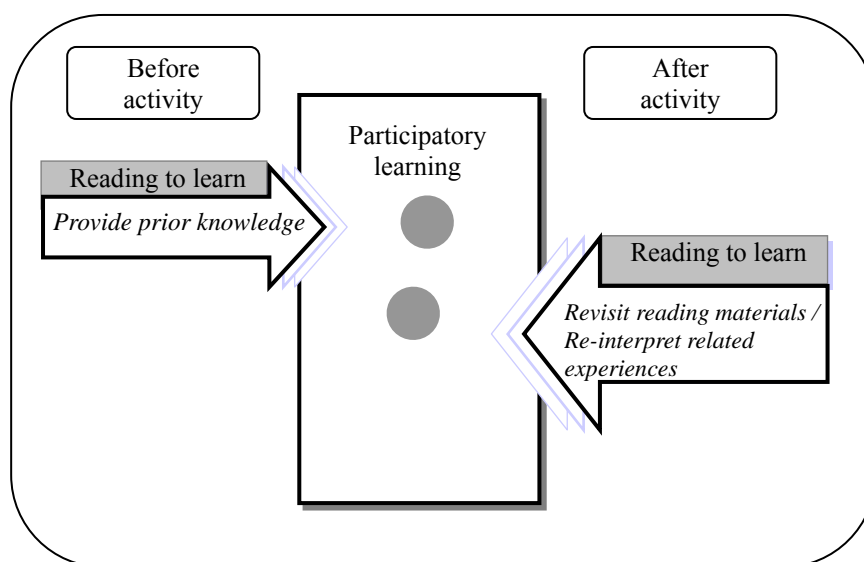 Before
activity
After
activity
Participatory
learning
Reading to learn
Provide prior knowledge
Reading to learn
Revisit reading materials /
Re-interpret related
experiences